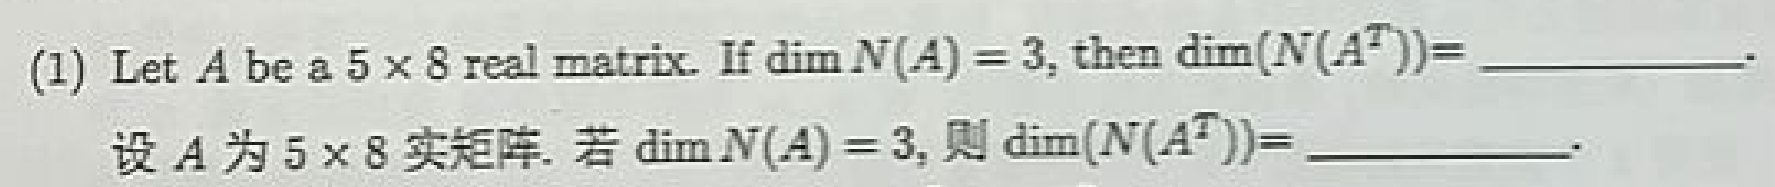 (1) Let A be a 5 × 8 real matrix. If dim N(A) = 3, then dim(N(A^T))= ________.
设 A 为 5 × 8 实矩阵. 若 dim N(A) = 3, 则 dim(N(A^T))= ________.